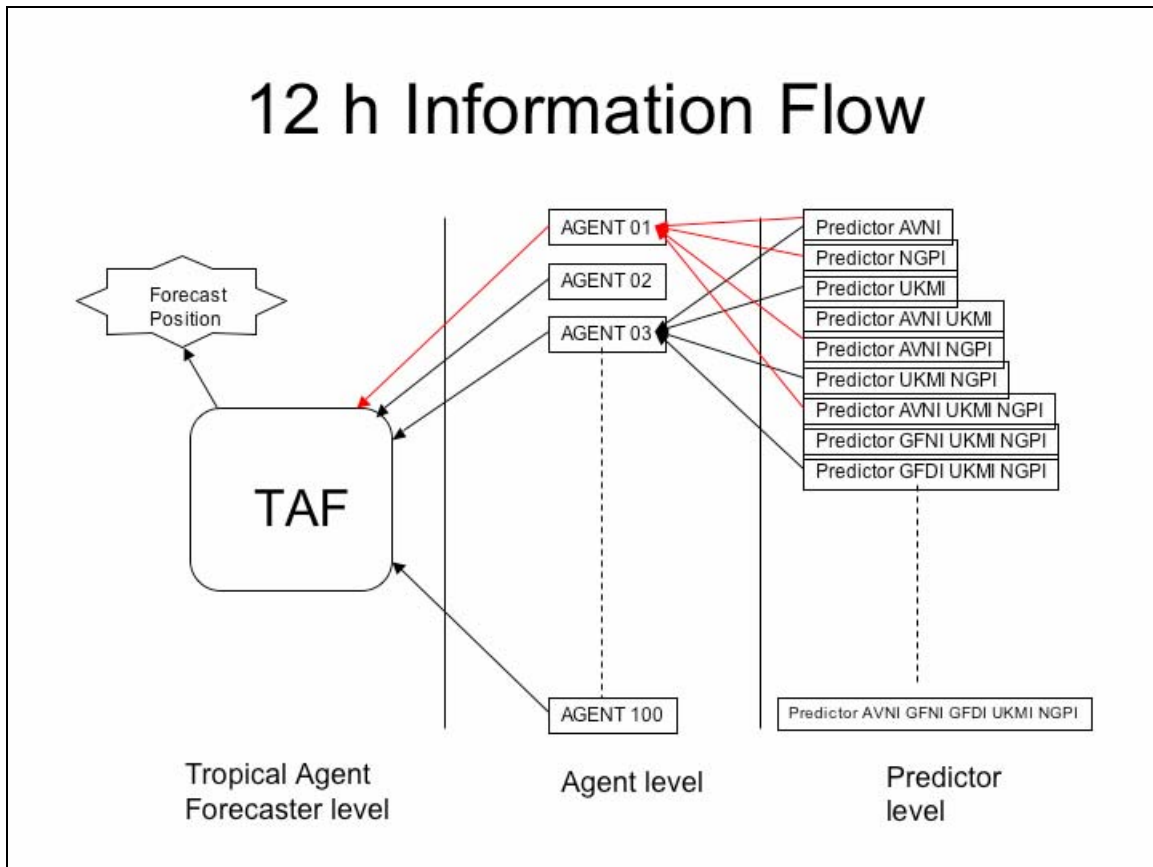 12 h Information Flow
Forecast
Position
TAF
AGENT 01
AGENT 02
AGENT 03
AGENT 100
Predictor AVNI
Predictor NGPI
Predictor UKMI
Predictor AVNI UKMI
Predictor AVNI NGPI
Predictor UKMI NGPI
Predictor AVNI UKMI NGPI
Predictor GFNI UKMI NGPI
Predictor GFDI UKMI NGPI
Predictor AVNI GFNI GFDI UKMI NGPI
Tropical Agent
Forecaster level
Agent level
Predictor
level